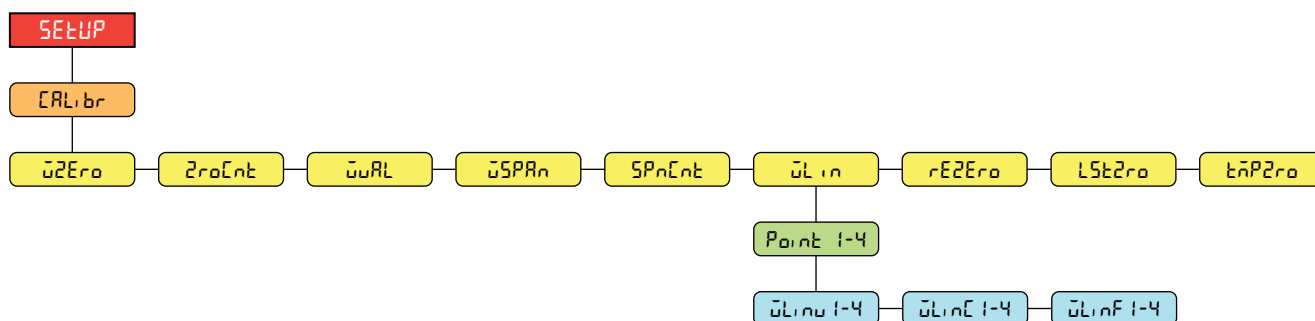 SEtUP
CALibr
wZEro
ZroCnt
wvAL
wSPAn
SPnCnt
wLin
rEZEro
LStZro
tmPZro
Point 1-4
wLinv1-4
wLinC1-4
wLinF1-4